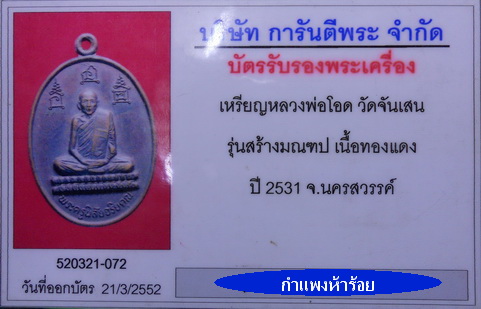 บริษัท การันตีพระ จำกัด
บัตรรับรองพระเครื่อง
เหรียญหลวงพ่อโอด วัดจันเสน
รุ่นสร้างมณฑป เนื้อทองแดง
ปี 2531 จ.นครสวรรค์
520321-072
วันที่ออกบัตร 21/3/2552
กำแพงห้าร้อย